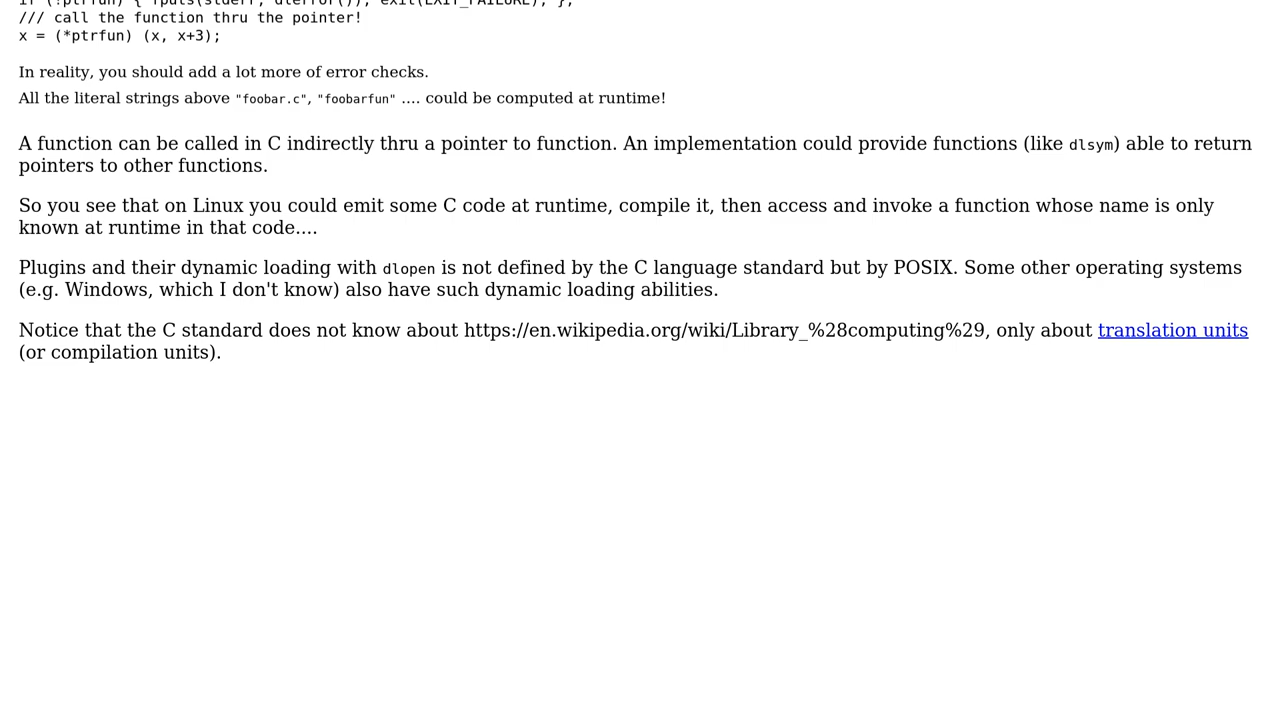 if (!ptrfun) { fputs(stderr, dlerror()); exit(EXIT_FAILURE); };
/// call the function thru the pointer!
x = (*ptrfun) (x, x+3);
In reality, you should add a lot more of error checks.
All the literal strings above "foobar.c", "foobarfun" .... could be computed at runtime!
A function can be called in C indirectly thru a pointer to function. An implementation could provide functions (like dlsym) able to return
pointers to other functions.
So you see that on Linux you could emit some C code at runtime, compile it, then access and invoke a function whose name is only
known at runtime in that code....
Plugins and their dynamic loading with dlopen is not defined by the C language standard but by POSIX. Some other operating systems
(e.g. Windows, which I don't know) also have such dynamic loading abilities.
Notice that the C standard does not know about https://en.wikipedia.org/wiki/Library_%28computing%29, only about translation units
(or compilation units).